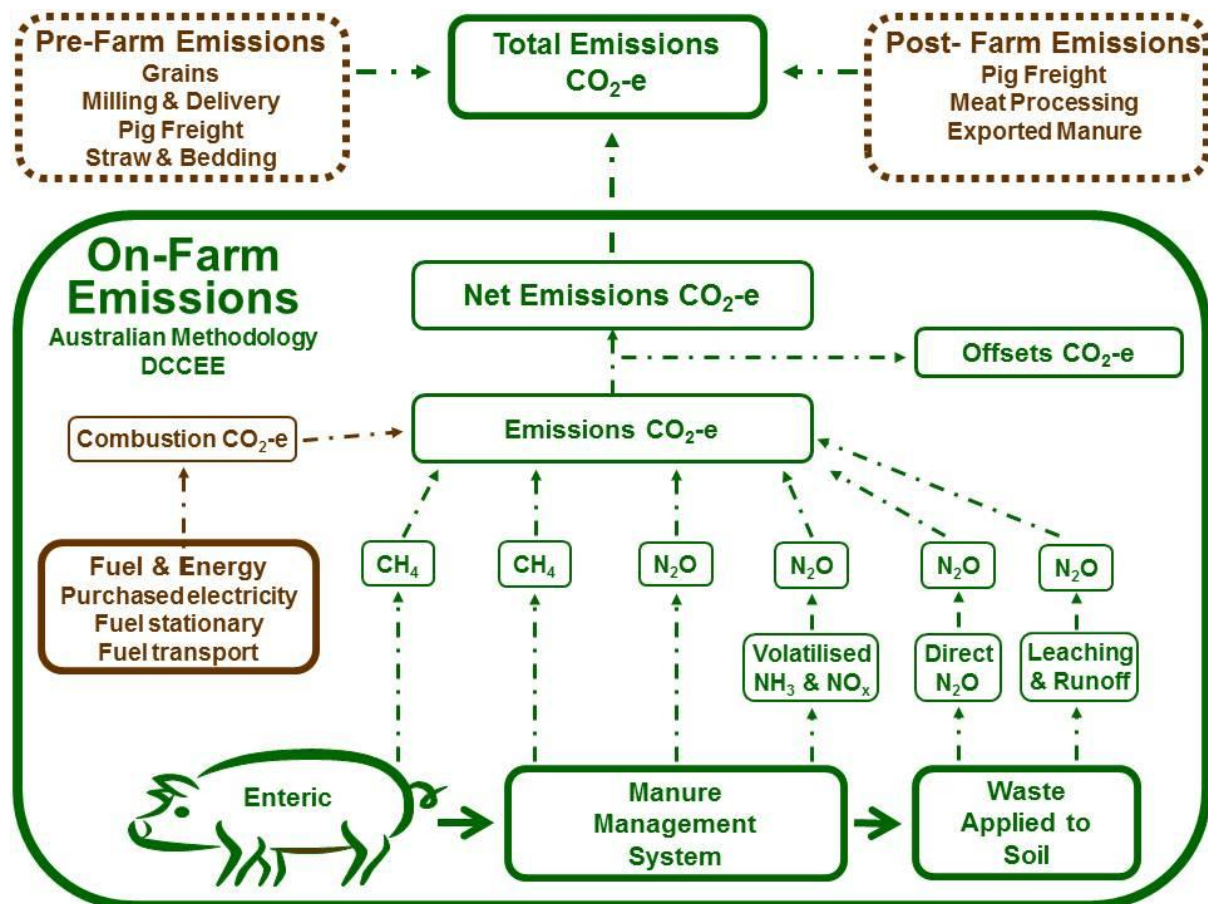 Pre-Farm Emissions
Grains
Milling & Delivery
Pig Freight
Straw & Bedding
Total Emissions
CO₂-e
Post- Farm Emissions
Pig Freight
Meat Processing
Exported Manure
On-Farm
Emissions
Australian Methodology
DCCEE
Net Emissions CO₂-e
Offsets CO₂-e
Combustion CO₂-e
Emissions CO₂-e
Fuel & Energy
Purchased electricity
Fuel stationary
Fuel transport
CH₄
CH₄
N₂O
N₂O
N₂O
N₂O
Volatilised
NH₃ & NOₓ
Direct
N₂O
Leaching
& Runoff
Enteric
Manure
Management
System
Waste
Applied to
Soil